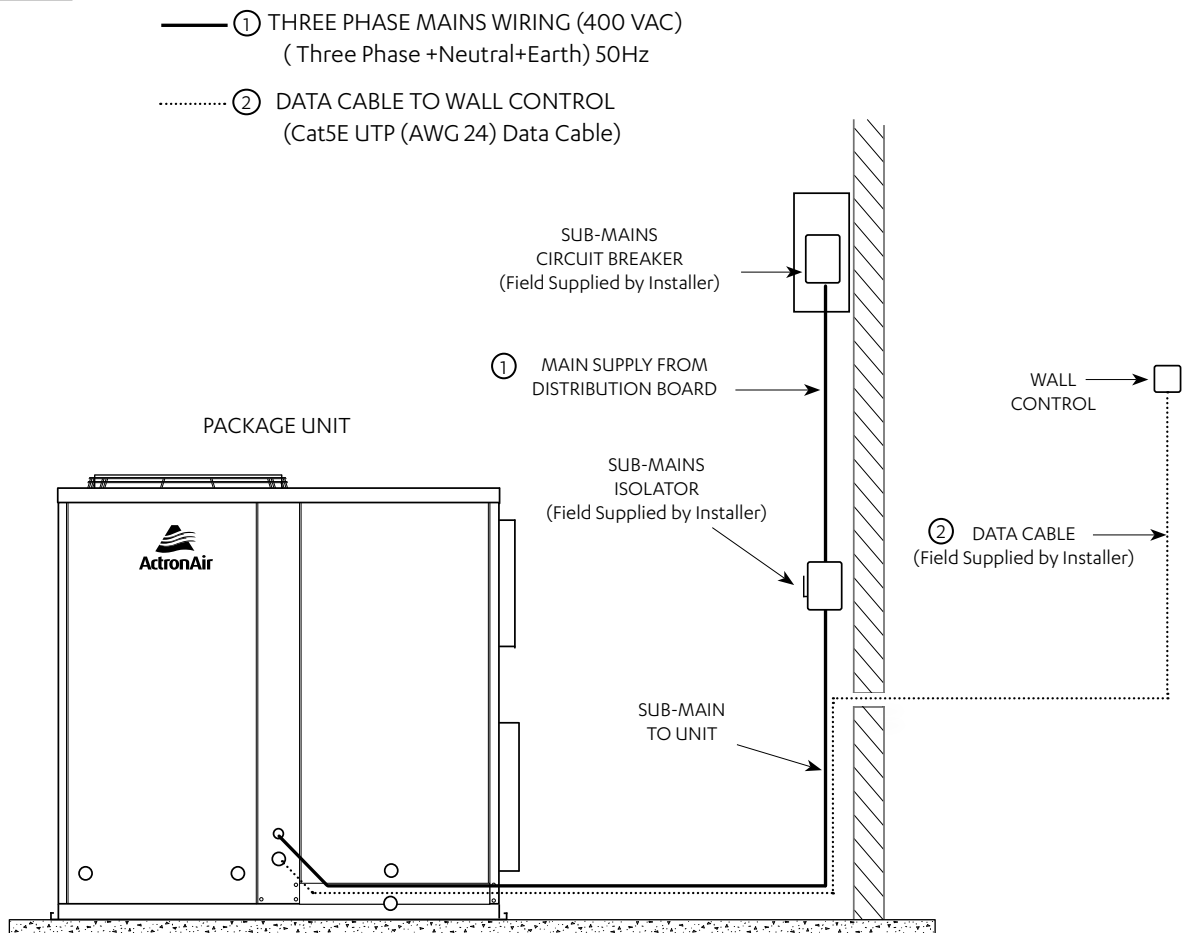 ① THREE PHASE MAINS WIRING (400 VAC)
( Three Phase +Neutral+Earth) 50Hz
② DATA CABLE TO WALL CONTROL
(Cat5E UTP (AWG 24) Data Cable)
SUB-MAINS
CIRCUIT BREAKER
(Field Supplied by Installer)
① MAIN SUPPLY FROM
DISTRIBUTION BOARD
WALL
CONTROL
PACKAGE UNIT
SUB-MAINS
ISOLATOR
(Field Supplied by Installer)
② DATA CABLE
(Field Supplied by Installer)
ActronAir
SUB-MAIN
TO UNIT